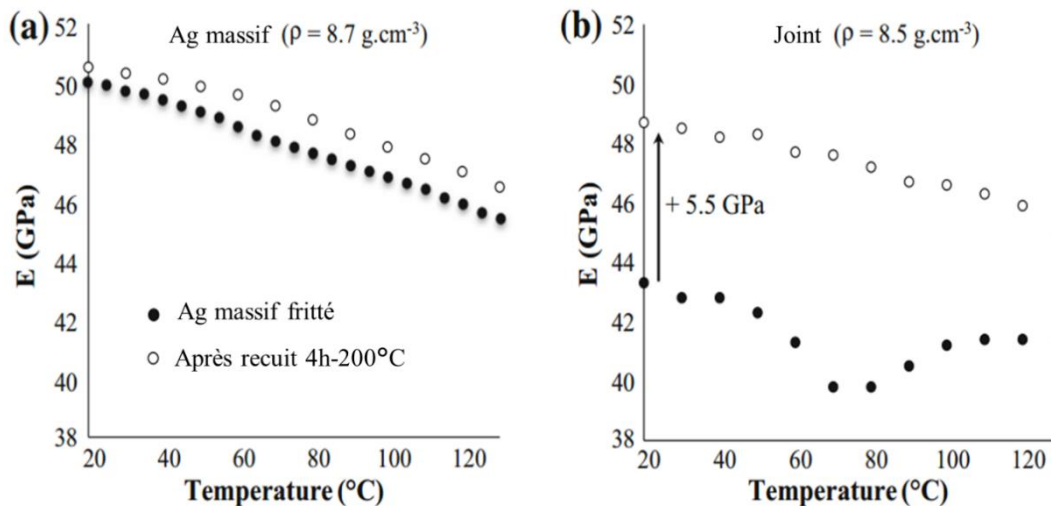 (a)
Ag massif (ρ = 8.7 g.cm⁻³)
E (GPa)
52
50
48
46
44
42
40
38
Ag massif fritté
Après recuit 4h-200°C
20
40
60
80
100
120
Temperature (°C)
(b)
Joint (ρ = 8.5 g.cm⁻³)
E (GPa)
52
50
48
46
44
42
40
38
+ 5.5 GPa
20
40
60
80
100
120
Temperature (°C)